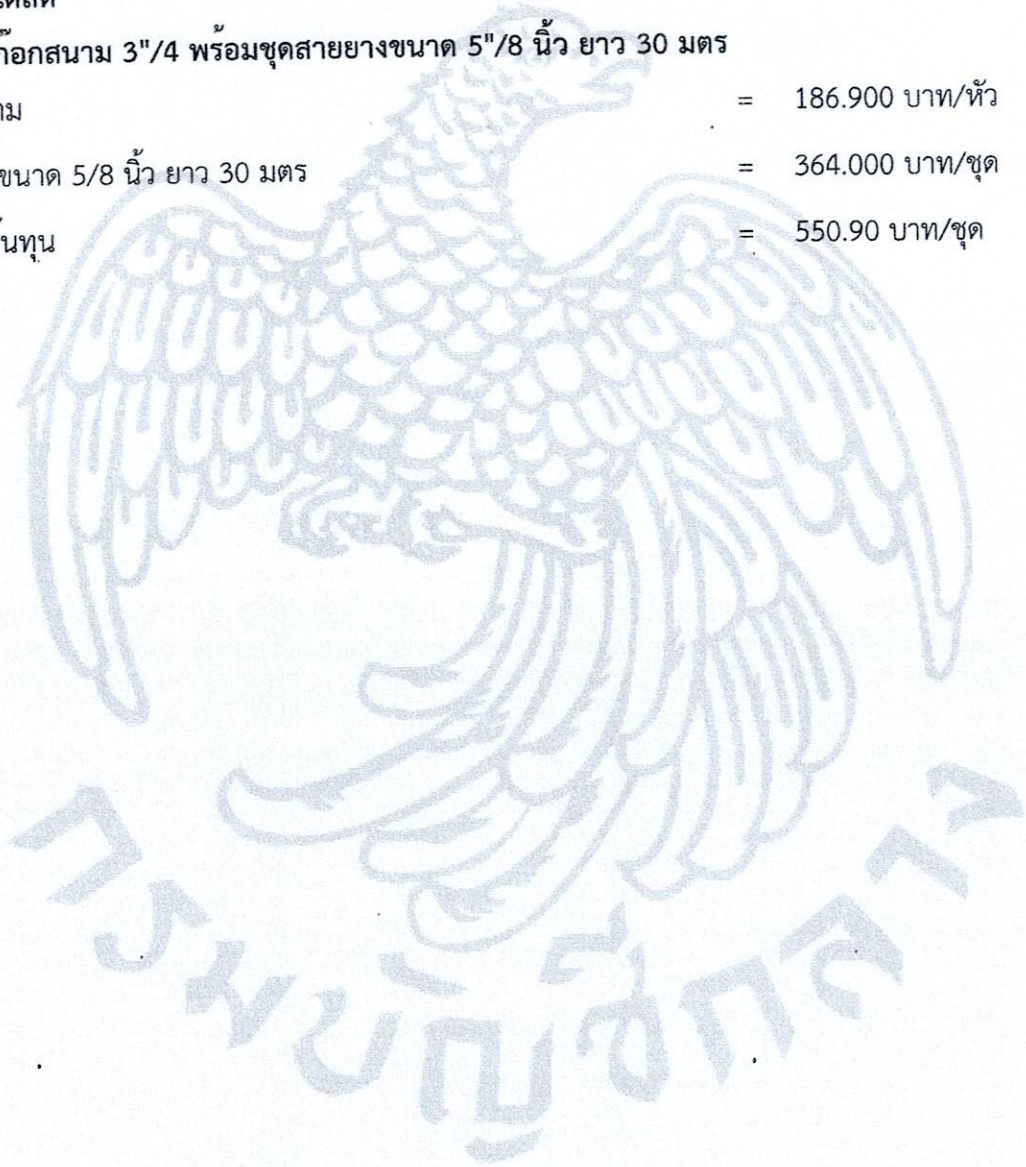 ก๊อกสนาม 3"/4 พร้อมชุดสายยางขนาด 5"/8 นิ้ว ยาว 30 มตร
าม = 186.900 บาท/หัว
ขนาด 5/8 นิ้ว ยาว 30 มตร = 364.000 บาท/ชุด
้นทุน = 550.90 บาท/ชุด
กรมบัญชีกลาง